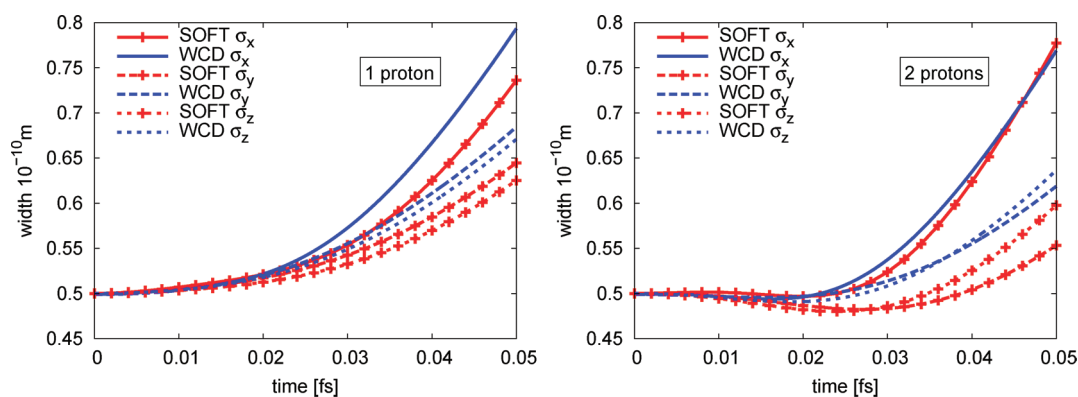 0.8
0.75
0.7
0.65
0.6
0.55
0.5
0.45
width 10⁻¹⁰m
SOFT σx
WCD σx
SOFT σy
WCD σy
SOFT σz
WCD σz
1 proton
0 0.01 0.02 0.03 0.04 0.05
time [fs]
0.8
0.75
0.7
0.65
0.6
0.55
0.5
0.45
width 10⁻¹⁰m
SOFT σx
WCD σx
SOFT σy
WCD σy
SOFT σz
WCD σz
2 protons
0 0.01 0.02 0.03 0.04 0.05
time [fs]